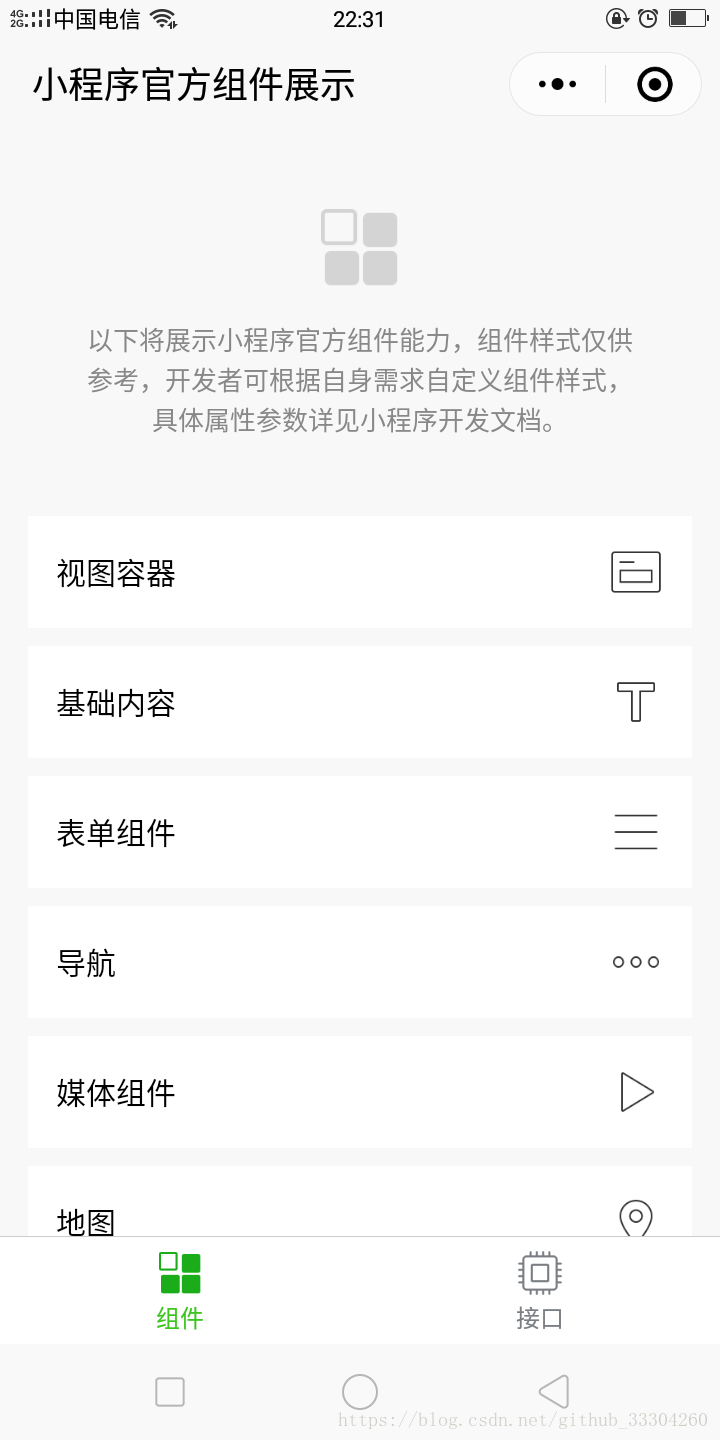 4G
2G
中国电信
22:31
小程序官方组件展示
以下将展示小程序官方组件能力，组件样式仅供
参考，开发者可根据自身需求自定义组件样式，
具体属性参数详见小程序开发文档。
视图容器
基础内容
表单组件
导航
媒体组件
地图
组件
接口
https://blog.csdn.net/github_33304260